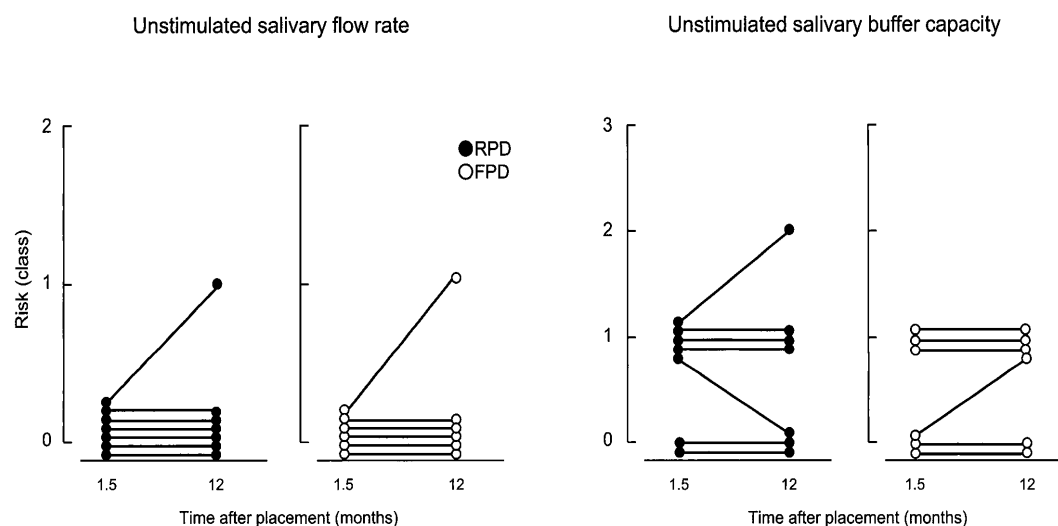 Unstimulated salivary flow rate
Unstimulated salivary buffer capacity
2
1
0
Risk (class)
RPD
FPD
1.5 12
1.5 12
Time after placement (months)
3
2
1
0
1.5 12
1.5 12
Time after placement (months)